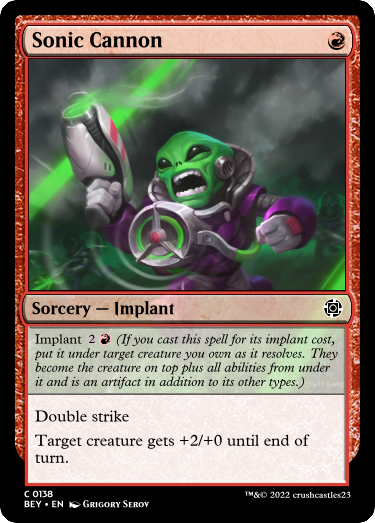 Sonic Cannon
Sorcery — Implant
Implant 2 (If you cast this spell for its implant cost,
put it under target creature you own as it resolves. They
become the creature on top plus all abilities from under
it and is an artifact in addition to its other types.)
Double strike
Target creature gets +2/+0 until end of
turn.
C 0138
BEY • EN GRIGORY SEROV
™&© 2022 crushcastles23